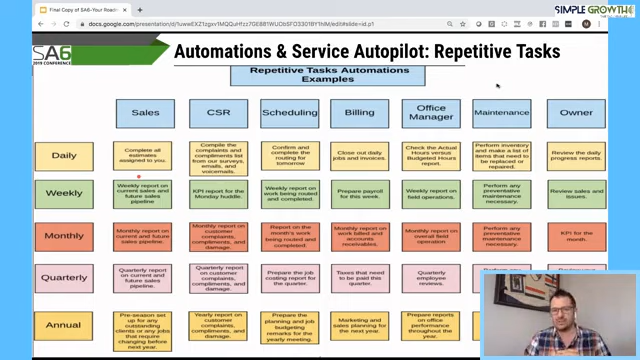 Final Copy of SA6-Your Roadm
docs.google.com/presentation/d/1uwwEXZ1zgxv1MQQuHfzz7GE881UWDbSFO3301BY7hIM/edit#slide=id.p1
SIMPLE GROWTH
SA6
2019 CONFERENCE
Automations & Service Autopilot: Repetitive Tasks
Repetitive Tasks Automations
Examples
Sales
CSR
Scheduling
Billing
Office
Manager
Maintenance
Owner
Daily
Complete all
estimates
assigned to you.
Compile the
complaints and
compliments list
from our surveys,
emails, and
voicemails.
Confirm and
complete the
routing for
tomorrow
Close out daily
jobs and invoices.
Check the Actual
Hours versus
Budgeted Hours
report.
Perform inventory
and make a list of
items that need to
be replaced or
repaired.
Review the daily
progress reports.
Weekly
Weekly report on
current sales and
future sales
pipeline
KPI report for the
Monday huddle.
Weekly report on
work being routed
and completed.
Prepare payroll for
this week.
Weekly report on
field operations.
Perform any
preventative
maintenance
necessary.
Review sales and
issues.
Monthly
Monthly report on
current and future
sales pipeline.
Monthly report on
customer
complaints,
compliments, and
damage.
Report on the
month's work
being routed and
completed.
Monthly report on
work billed and
accounts
receivables.
Monthly report on
overall field
operation
Perform any
preventative
maintenance
necessary.
KPI for the
month.
Quarterly
Quarterly report
on current and
future sales
pipeline.
Quarterly report
on customer
complaints,
compliments, and
damage.
Prepare the job
costing report for
the quarter.
Taxes that need to
be paid this quarter.
Quarterly
employee
reviews.
Perform any
Annual
Pre-season set
up for any
outstanding clients
or any jobs
that require
changing before
next year.
Yearly report on
customer
complaints,
compliments, and
damage.
Prepare the
planning and job
budgeting
remarks for the
yearly meeting.
Marketing and
sales planning for
the next year.
Prepare reports on
office performance
throughout the
year.